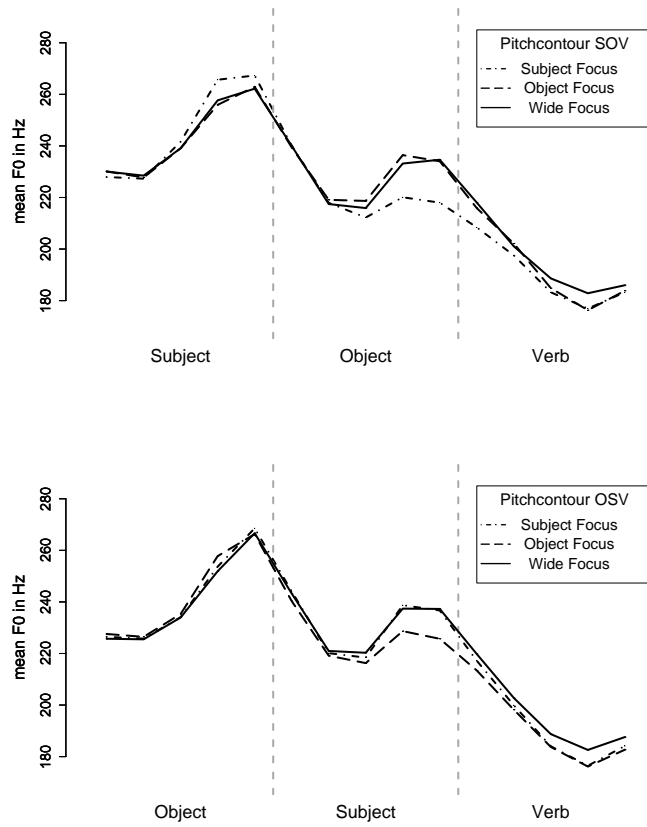 Pitchcontour SOV
Subject Focus
Object Focus
Wide Focus
mean F0 in Hz
280
260
240
220
200
180
Subject Object Verb
Pitchcontour OSV
Subject Focus
Object Focus
Wide Focus
mean F0 in Hz
280
260
240
220
200
180
Object Subject Verb